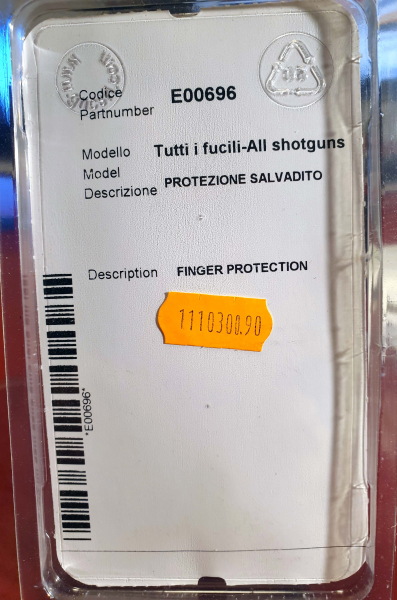 Codice
Partnumber E00696
Modello Tutti i fucili-All shotguns
Model
Descrizione PROTEZIONE SALVADITO
Description FINGER PROTECTION
1110300.90
*E00696*